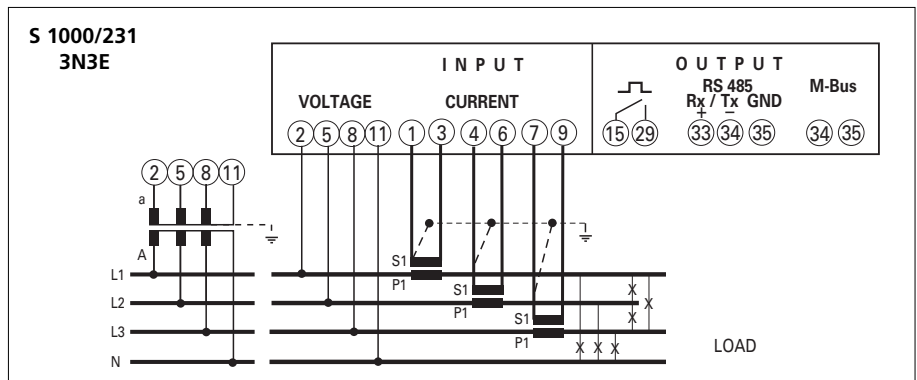 S 1000/231
3N3E
INPUT
OUTPUT
VOLTAGE
CURRENT
RS 485
Rx / Tx GND
+ −
M-Bus
2 5 8 11 1 3 4 6 7 9 15 29 33 34 35 34 35
2 5 8 11
a
A
S1
L1
P1
S1
L2
P1
S1
L3
P1
X X X X X X
LOAD
N